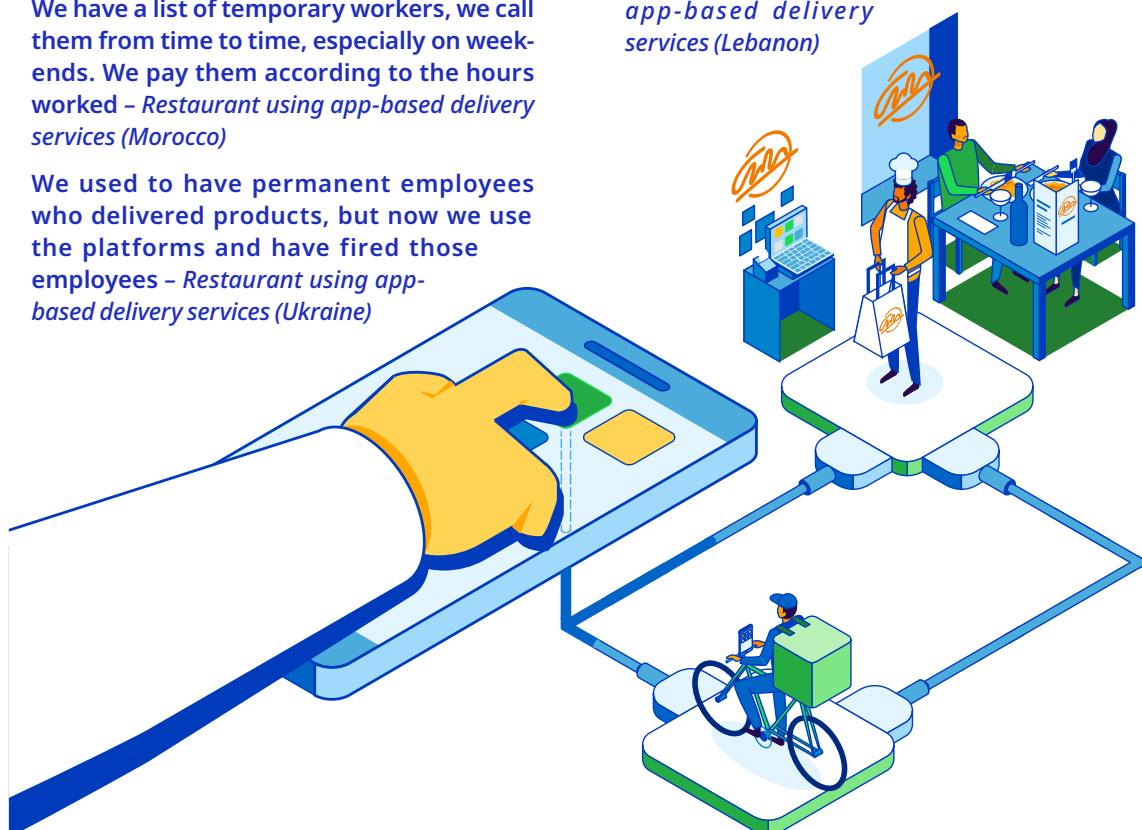 We have a list of temporary workers, we call
them from time to time, especially on week-
ends. We pay them according to the hours
worked – Restaurant using app-based delivery
services (Morocco)
We used to have permanent employees
who delivered products, but now we use
the platforms and have fired those
employees – Restaurant using app-
based delivery services (Ukraine)
app-based delivery
services (Lebanon)